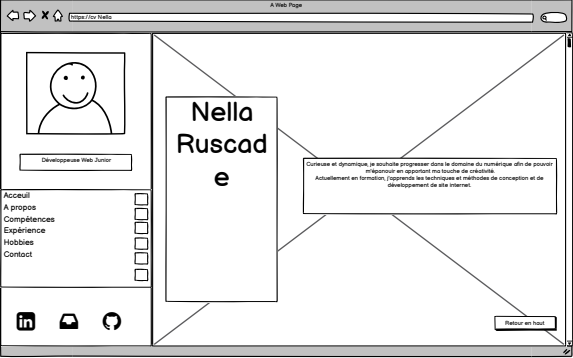 A Web Page
https://cv Nello
Développeuse Web Junior
Acceuil
A propos
Compétences
Expérience
Hobbies
Contact
in
Nella
Ruscad
e
Curieuse et dynamique, je souhaite progresser dans le domaine du numérique afin de pouvoir
m'épanouir en apportant ma touche de créativité.
Actuellement en formation, j'apprends les techniques et méthodes de conception et de
développement de site internet.
Retour en haut